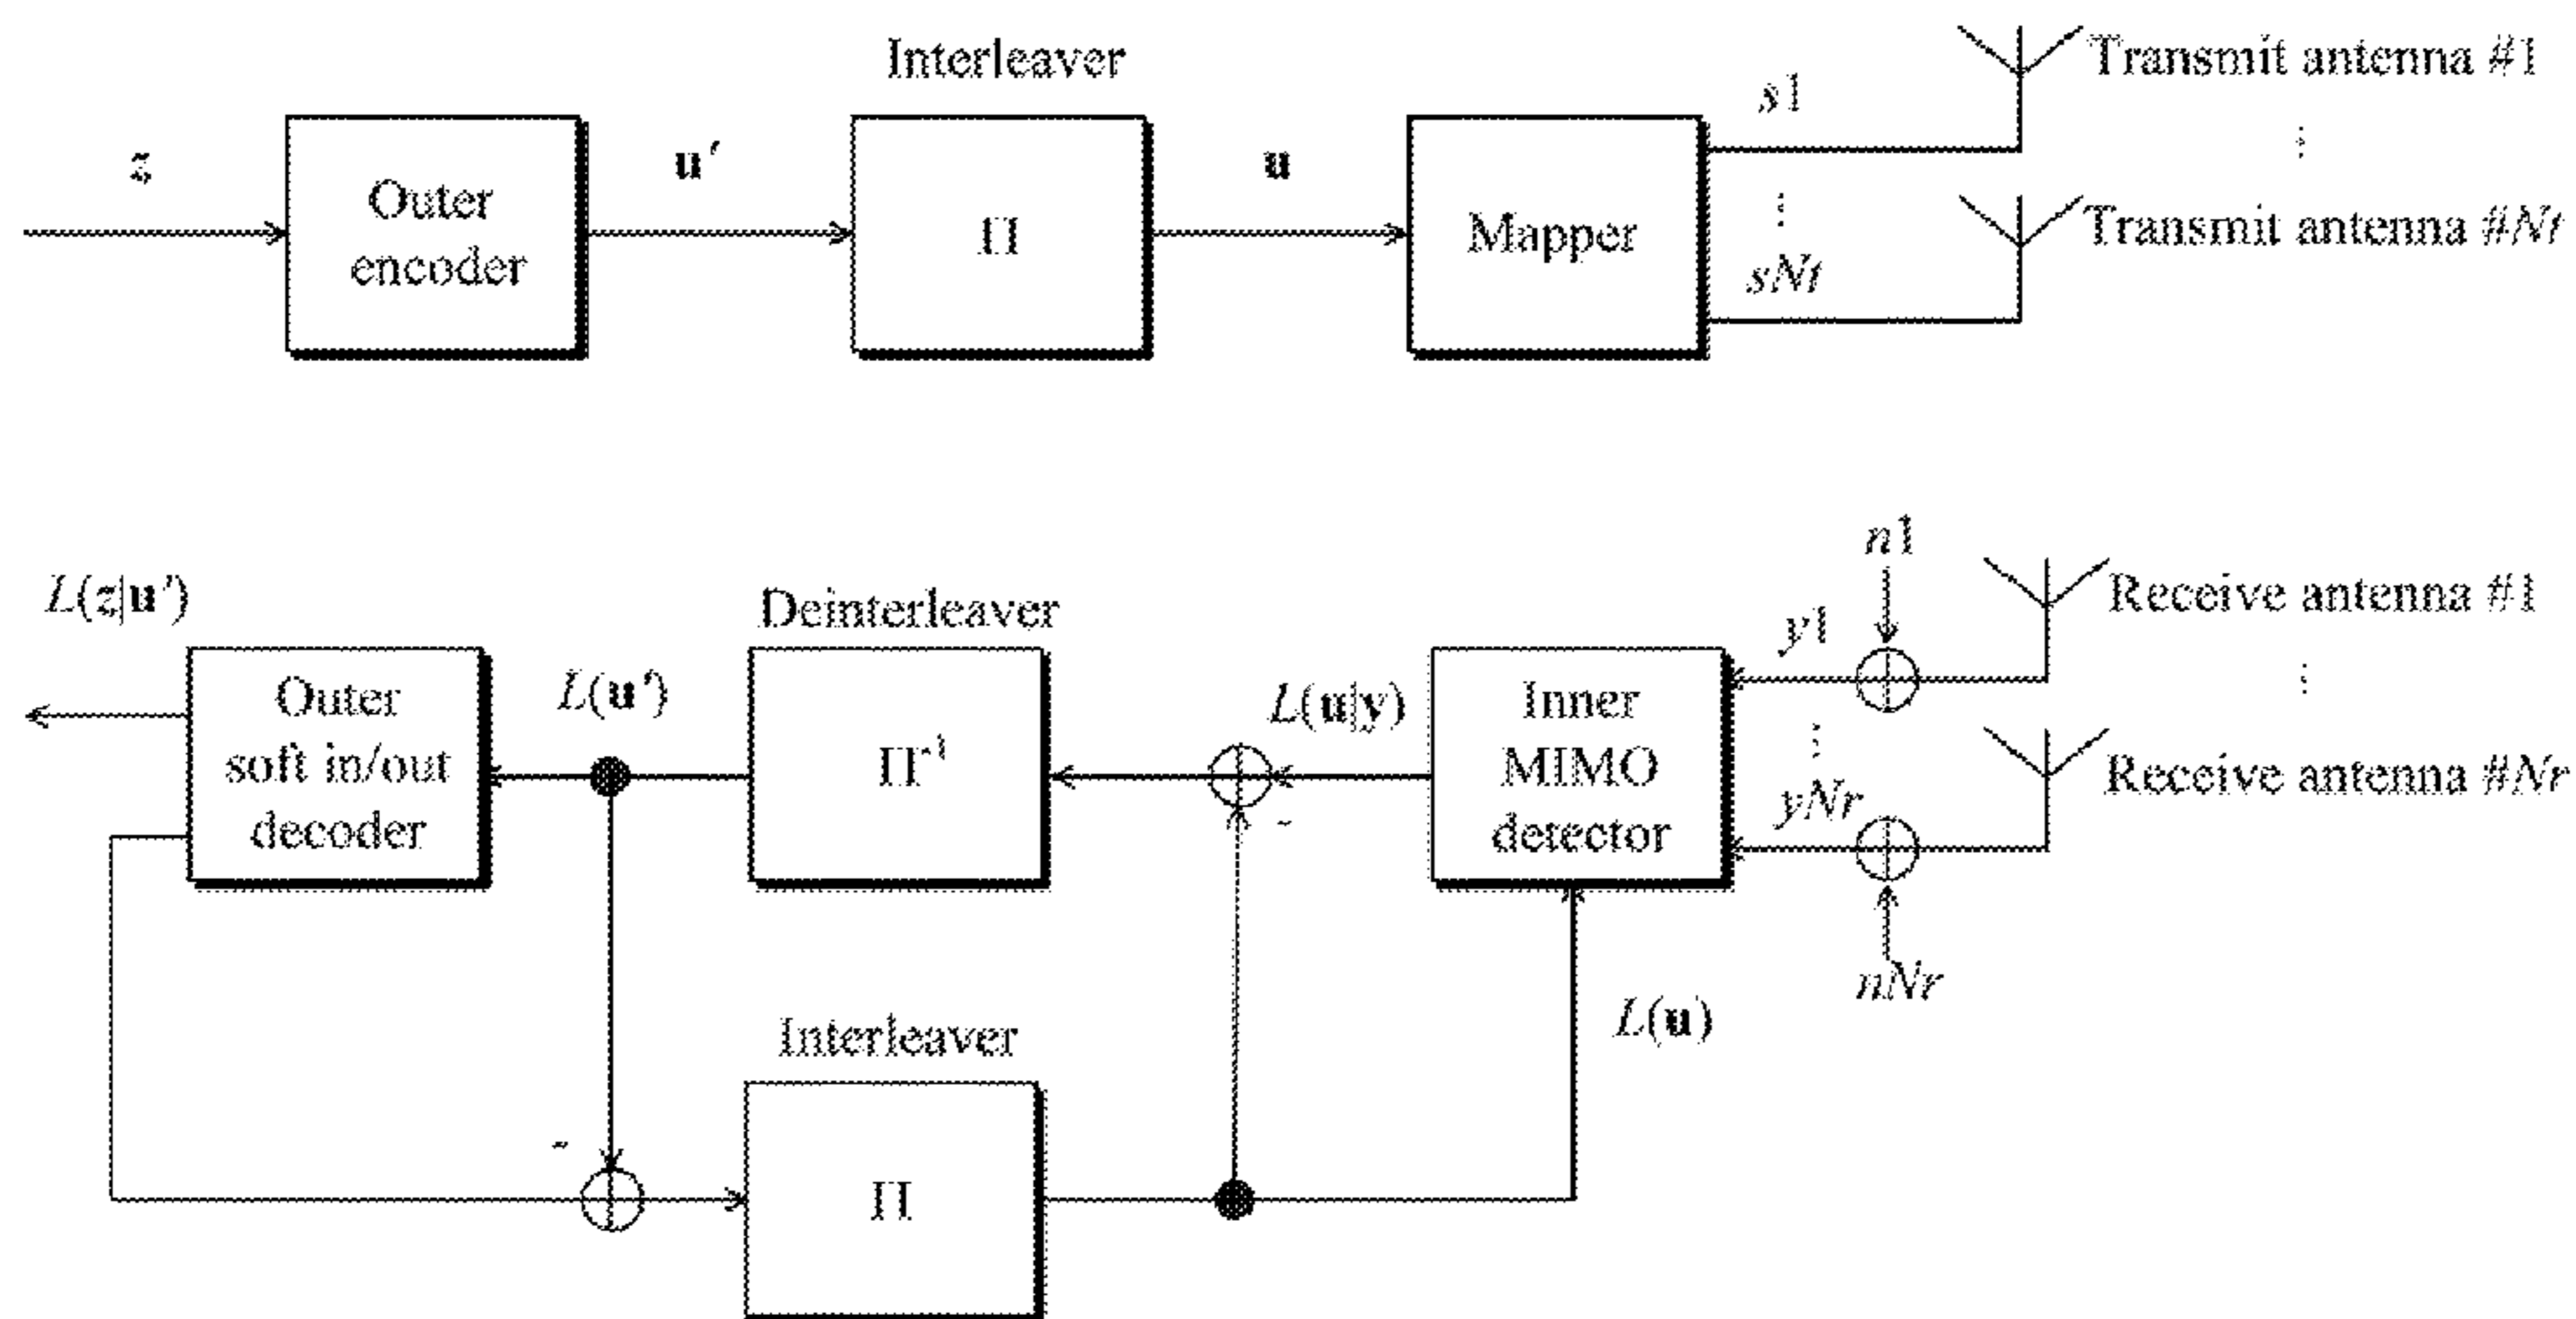 Interleaver
Transmit antenna #1
s1
⋮
z
Outer
encoder
u′
Π
u
Mapper
⋮
Transmit antenna #Nt
sNt
n1
L(z|u′)
Deinterleaver
Receive antenna #1
y1
⋮
Outer
soft in/out
decoder
L(u′)
Π⁻¹
L(u|y)
-
Inner
MIMO
detector
⋮
yNr
Receive antenna #Nr
nNr
L(u)
Interleaver
-
Π